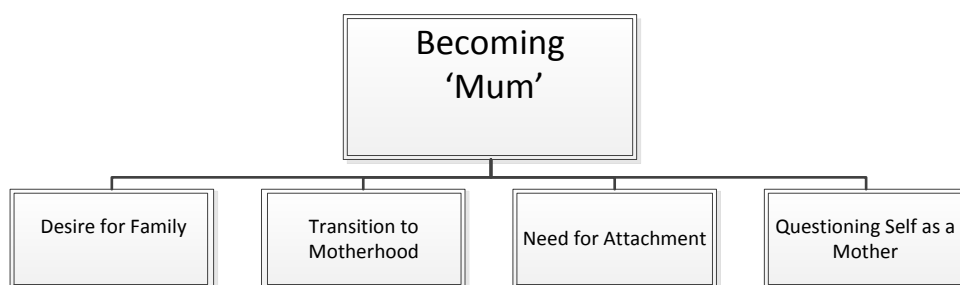 Becoming
‘Mum’
Desire for Family
Transition to
Motherhood
Need for Attachment
Questioning Self as a
Mother